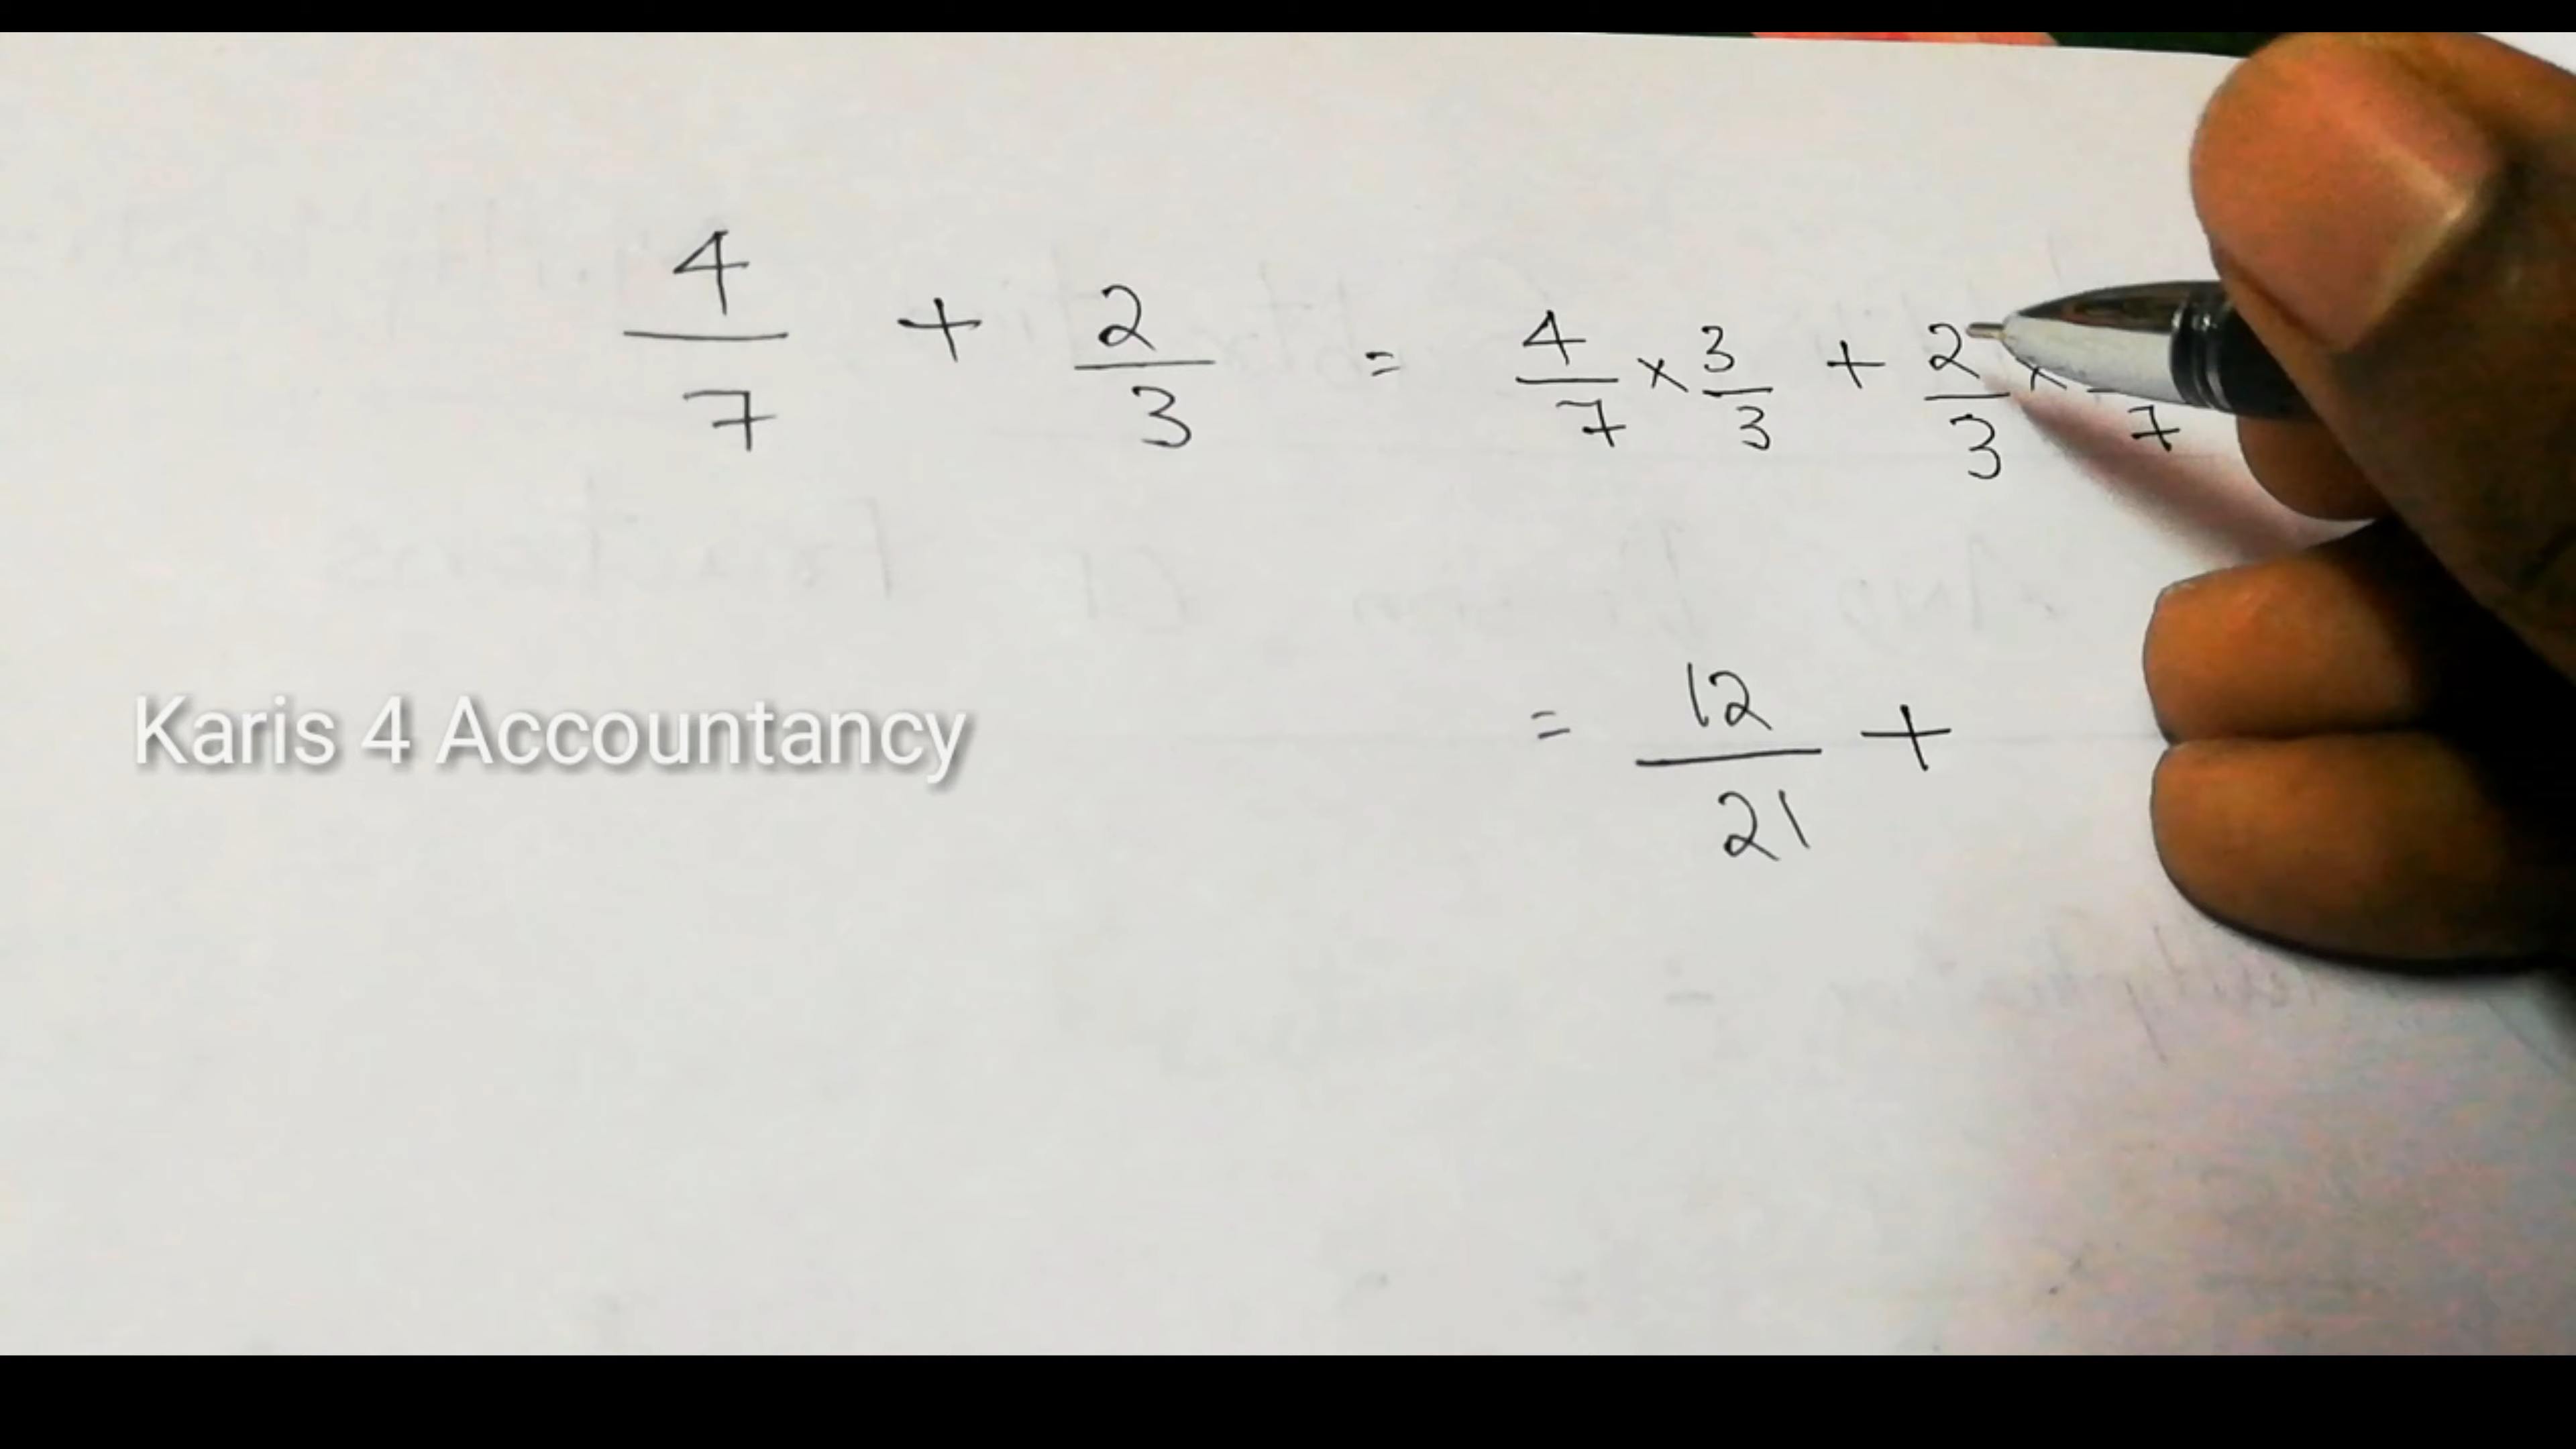 4/7 + 2/3 = 4/7 × 3/3 + 2/3 × /7
Karis 4 Accountancy
= 12/21 +